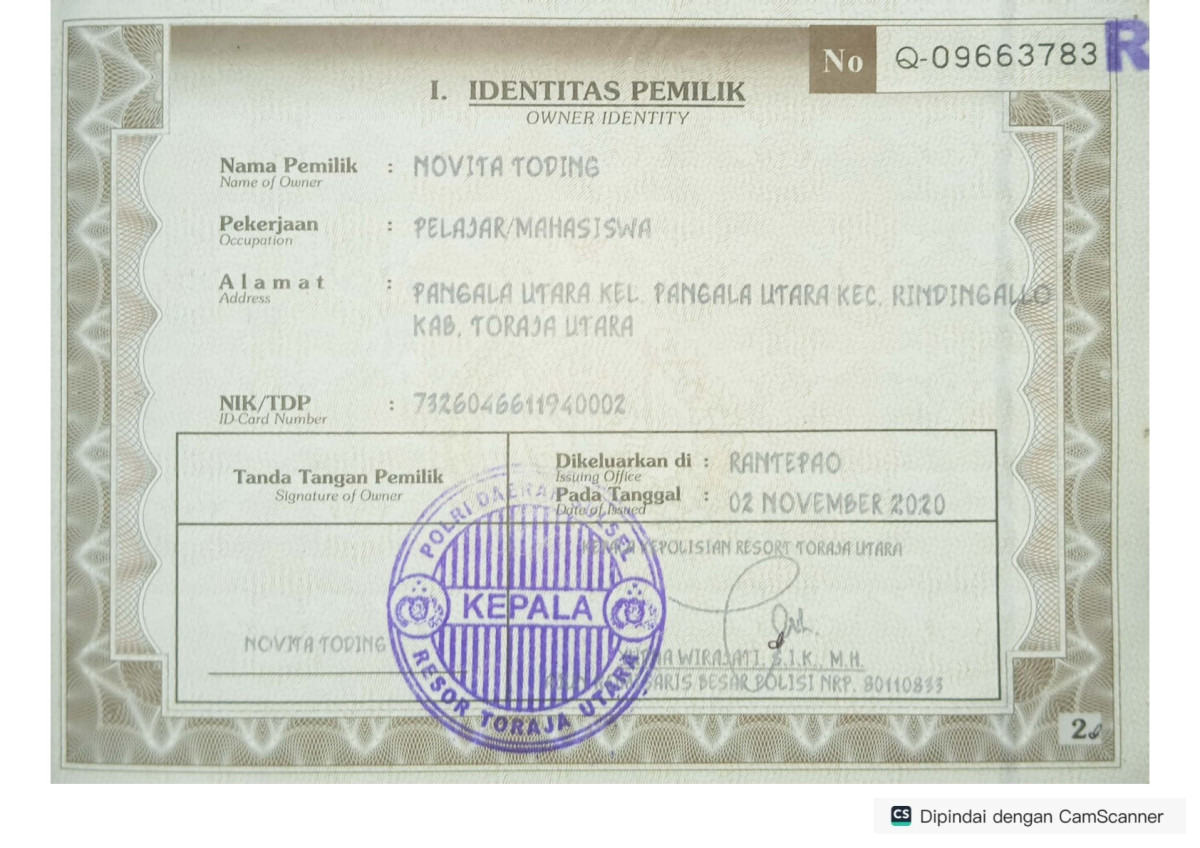 No Q-09663783 R
I. IDENTITAS PEMILIK
OWNER IDENTITY
Nama Pemilik : NOVITA TODING
Name of Owner
Pekerjaan : PELAJAR/MAHASISWA
Occupation
Alamat : PANGALA UTARA KEL. PANGALA UTARA KEC. RINDINGALLO
Address
KAB. TORAJA UTARA
NIK/TDP : 7326046611940002
ID Card Number
Tanda Tangan Pemilik
Signature of Owner
Dikeluarkan di : RANTEPAO
Issuing Office
Pada Tanggal : 02 NOVEMBER 2020
Date of Issued
KEPOLISIAN RESORT TORAJA UTARA
POLRI DAERAH SULSEL
KEPALA
RESOR TORAJA UTARA
NOVITA TODING
WIRAJATI, S.I.K., M.H.
BESAR POLISI NRP. 80110833
2
CS Dipindai dengan CamScanner